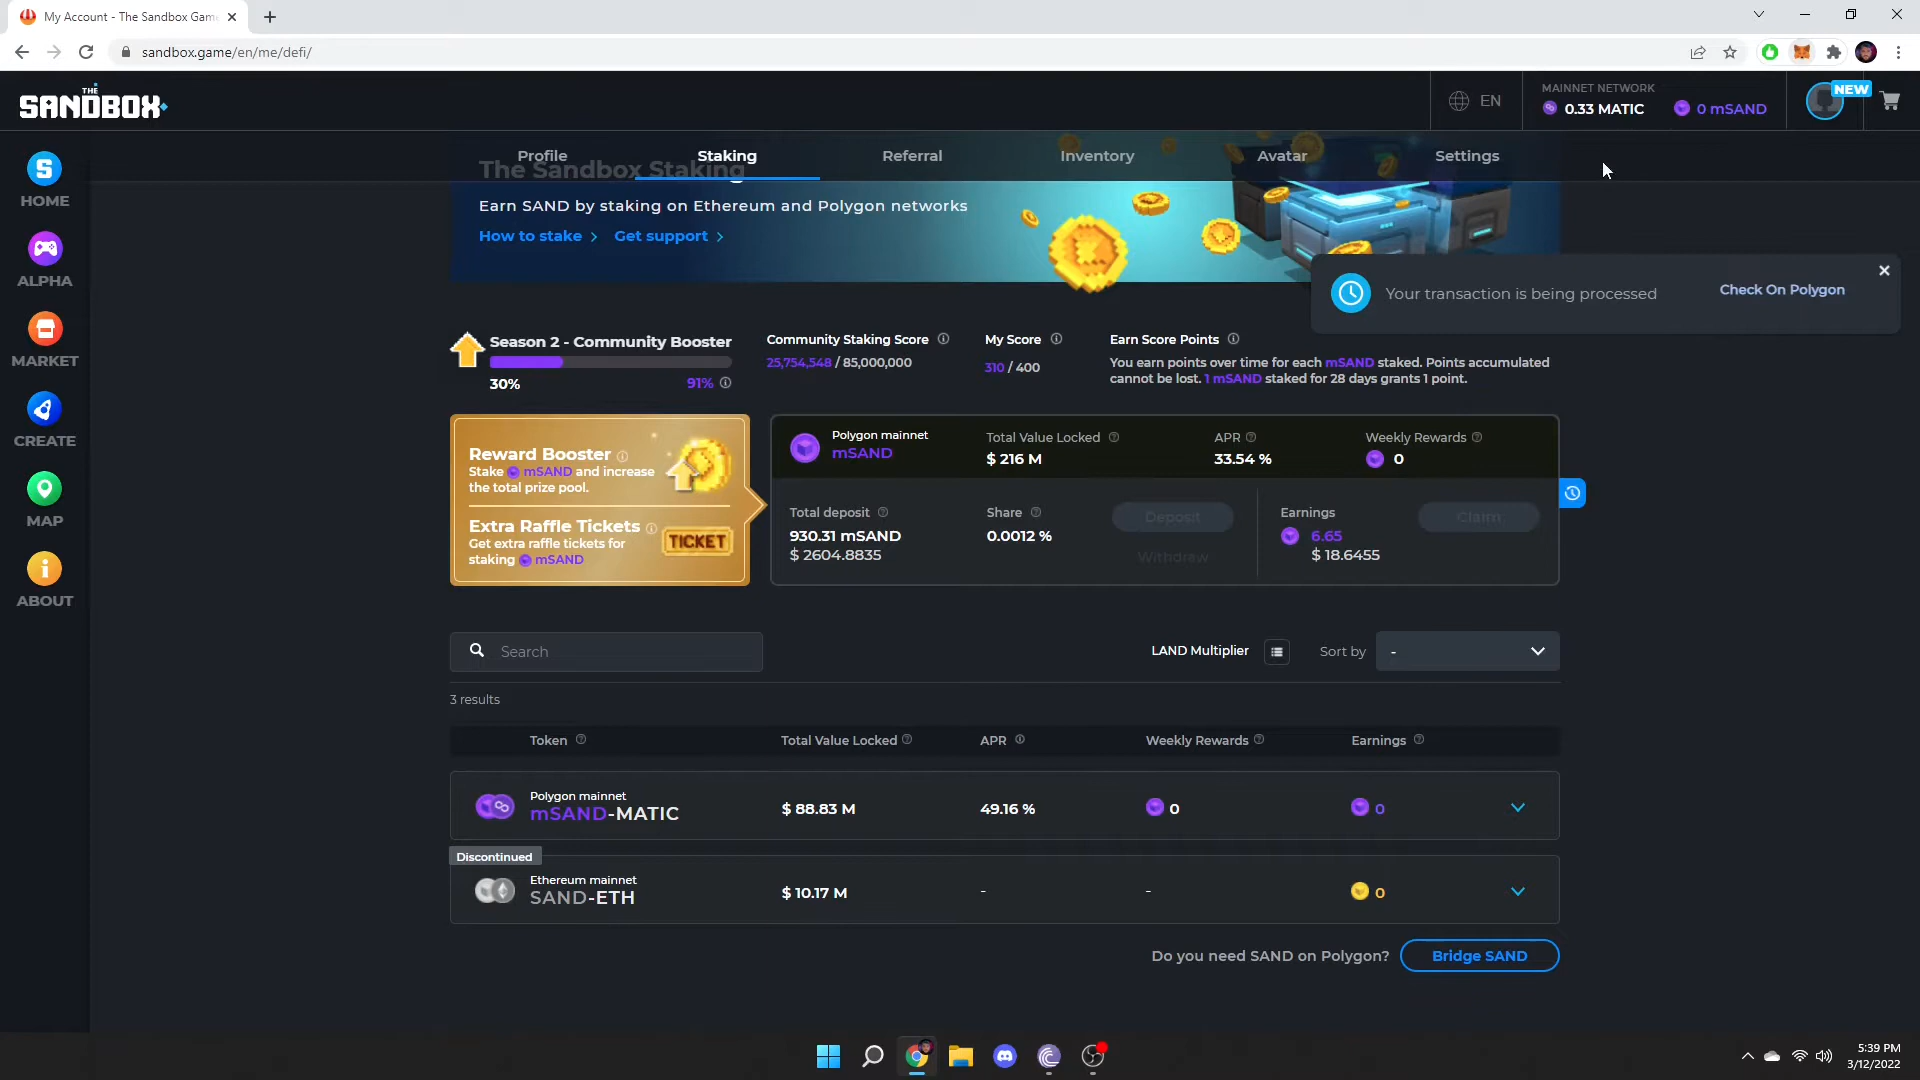 My Account - The Sandbox Gam
sandbox.game/en/me/defi/
THE
SANDBOX
EN
MAINNET NETWORK
0.33 MATIC
0 mSAND
NEW
Profile
Staking
Referral
Inventory
Avatar
Settings
The Sandbox Staking
Earn SAND by staking on Ethereum and Polygon networks
How to stake
Get support
Your transaction is being processed
Check On Polygon
S
HOME
ALPHA
MARKET
CREATE
MAP
ABOUT
Season 2 - Community Booster
30%
91%
Community Staking Score
25,754,548 / 85,000,000
My Score
310 / 400
Earn Score Points
You earn points over time for each mSAND staked. Points accumulated
cannot be lost. 1 mSAND staked for 28 days grants 1 point.
Reward Booster
Stake mSAND and increase
the total prize pool.
Extra Raffle Tickets
Get extra raffle tickets for
staking mSAND
TICKET
Polygon mainnet
mSAND
Total Value Locked
$ 216 M
APR
33.54 %
Weekly Rewards
0
Total deposit
930.31 mSAND
$ 2604.8835
Share
0.0012 %
Deposit
Withdraw
Earnings
6.65
$ 18.6455
Claim
Search
LAND Multiplier
Sort by
-
3 results
Token
Total Value Locked
APR
Weekly Rewards
Earnings
Polygon mainnet
mSAND-MATIC
$ 88.83 M
49.16 %
0
0
Discontinued
Ethereum mainnet
SAND-ETH
$ 10.17 M
-
-
0
Do you need SAND on Polygon?
Bridge SAND
5:39 PM
3/12/2022